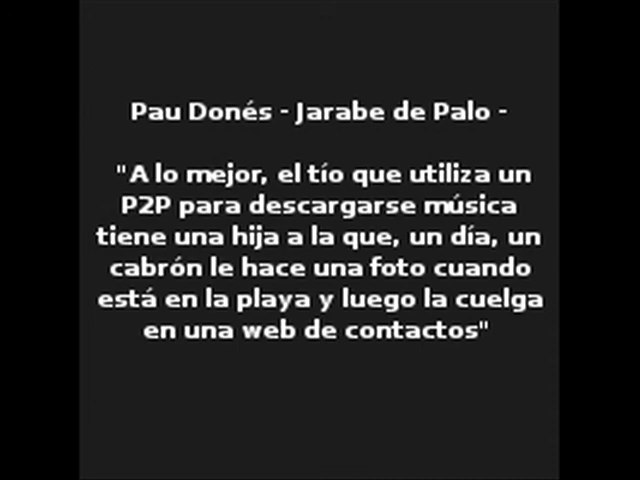 Pau Donés - Jarabe de Palo -
"A lo mejor, el tío que utiliza un
P2P para descargarse música
tiene una hija a la que, un día, un
cabrón le hace una foto cuando
está en la playa y luego la cuelga
en una web de contactos"